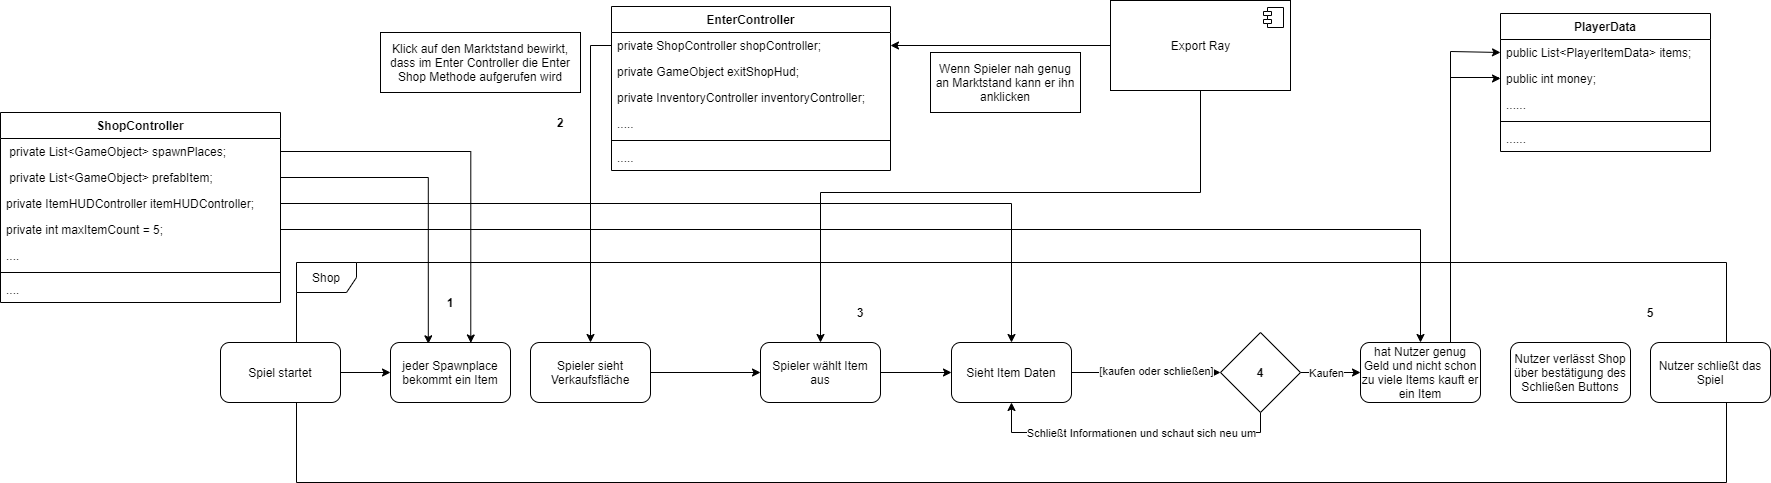 EnterController
private ShopController shopController;
private GameObject exitShopHud;
private InventoryController inventoryController;
.....
.....
Klick auf den Marktstand bewirkt,
dass im Enter Controller die Enter
Shop Methode aufgerufen wird
Wenn Spieler nah genug
an Marktstand kann er ihn
anklicken
Export Ray
PlayerData
public List<PlayerItemData> items;
public int money;
......
......
ShopController
private List<GameObject> spawnPlaces;
private List<GameObject> prefabItem;
private ItemHUDController itemHUDController;
private int maxItemCount = 5;
....
....
2
Shop
1
3
5
Spiel startet
jeder Spawnplace
bekommt ein Item
Spieler sieht
Verkaufsfläche
Spieler wählt Item
aus
Sieht Item Daten
[kaufen oder schließen]
4
Kaufen
hat Nutzer genug
Geld und nicht schon
zu viele Items kauft er
ein Item
Nutzer verlässt Shop
über bestätigung des
Schließen Buttons
Nutzer schließt das
Spiel
Schließt Informationen und schaut sich neu um